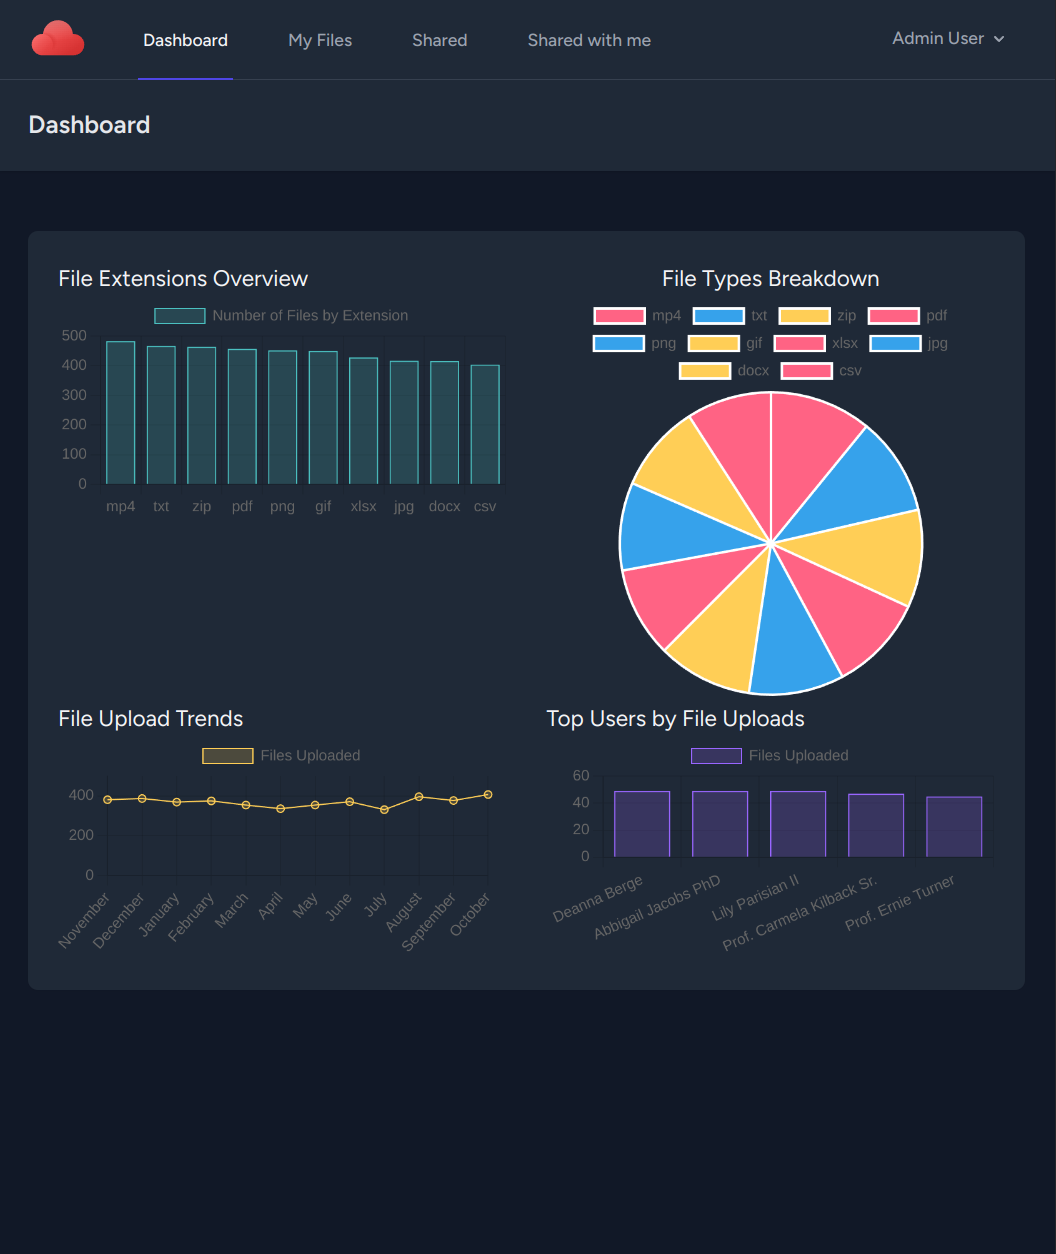 Dashboard My Files Shared Shared with me Admin User
Dashboard
File Extensions Overview
Number of Files by Extension
500
400
300
200
100
0
mp4 txt zip pdf png gif xlsx jpg docx csv
File Types Breakdown
mp4 txt zip pdf
png gif xlsx jpg
docx csv
File Upload Trends
Files Uploaded
400
200
0
November December January February March April May June July August September October
Top Users by File Uploads
Files Uploaded
60
40
20
0
Deanna Berge
Abbigail Jacobs PhD
Lily Parisian II
Prof. Carmela Kilback Sr.
Prof. Ernie Turner